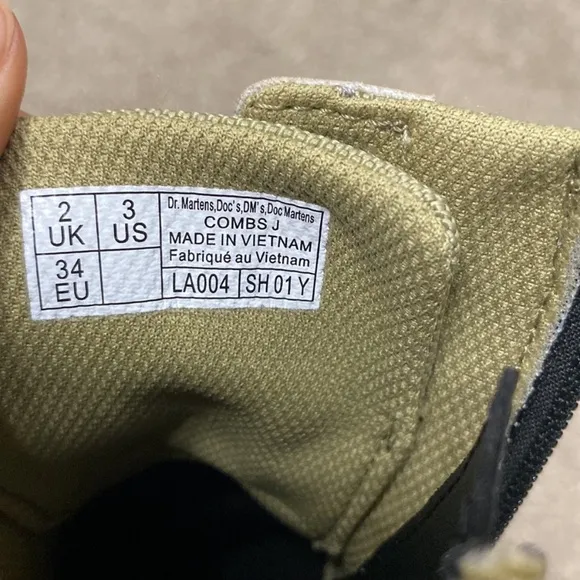 2 UK
3 US
34 EU
Dr. Martens,Doc's,DM's,Doc Martens
COMBS J
MADE IN VIETNAM
Fabriqué au Vietnam
LA004 SH 01 Y